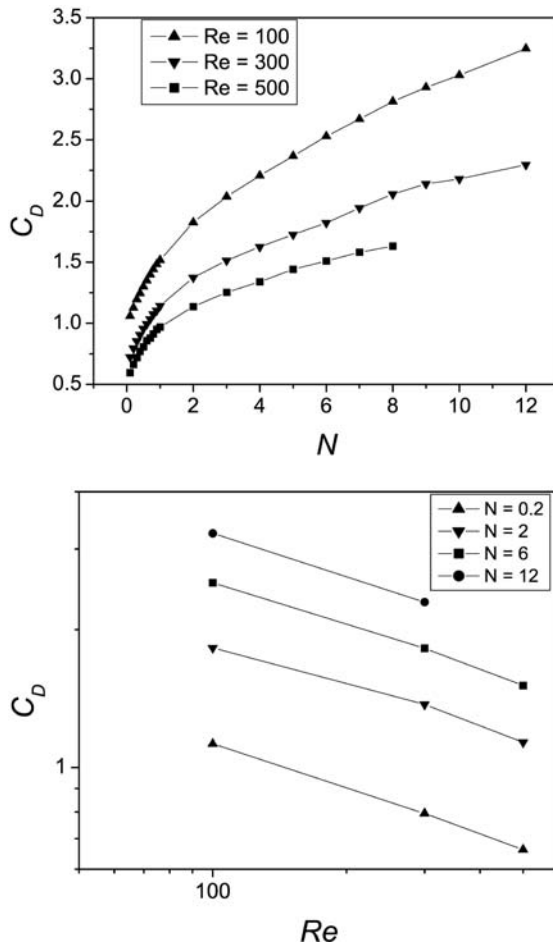 3.5
3.0
2.5
2.0
1.5
1.0
0.5
C_D
Re = 100
Re = 300
Re = 500
0 2 4 6 8 10 12
N
N = 0.2
N = 2
N = 6
N = 12
2
1
C_D
100
Re